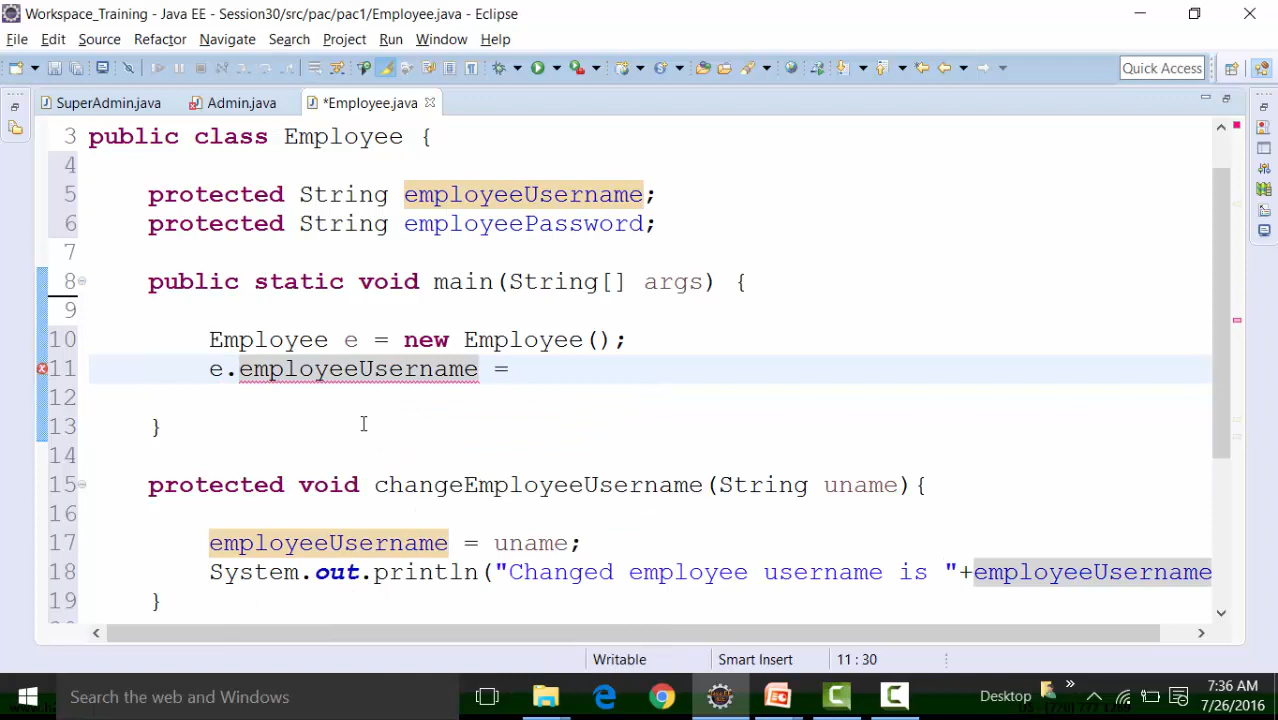 Workspace_Training - Java EE - Session30/src/pac/pac1/Employee.java - Eclipse
File Edit Source Refactor Navigate Search Project Run Window Help
Quick Access
SuperAdmin.java Admin.java *Employee.java
3 public class Employee {
4
5 protected String employeeUsername;
6 protected String employeePassword;
7
8 public static void main(String[] args) {
9
10 Employee e = new Employee();
11 e.employeeUsername =
12
13 }
14
15 protected void changeEmployeeUsername(String uname){
16
17 employeeUsername = uname;
18 System.out.println("Changed employee username is "+employeeUsername
19 }
Writable Smart Insert 11 : 30
Search the web and Windows
Desktop
7:36 AM
7/26/2016